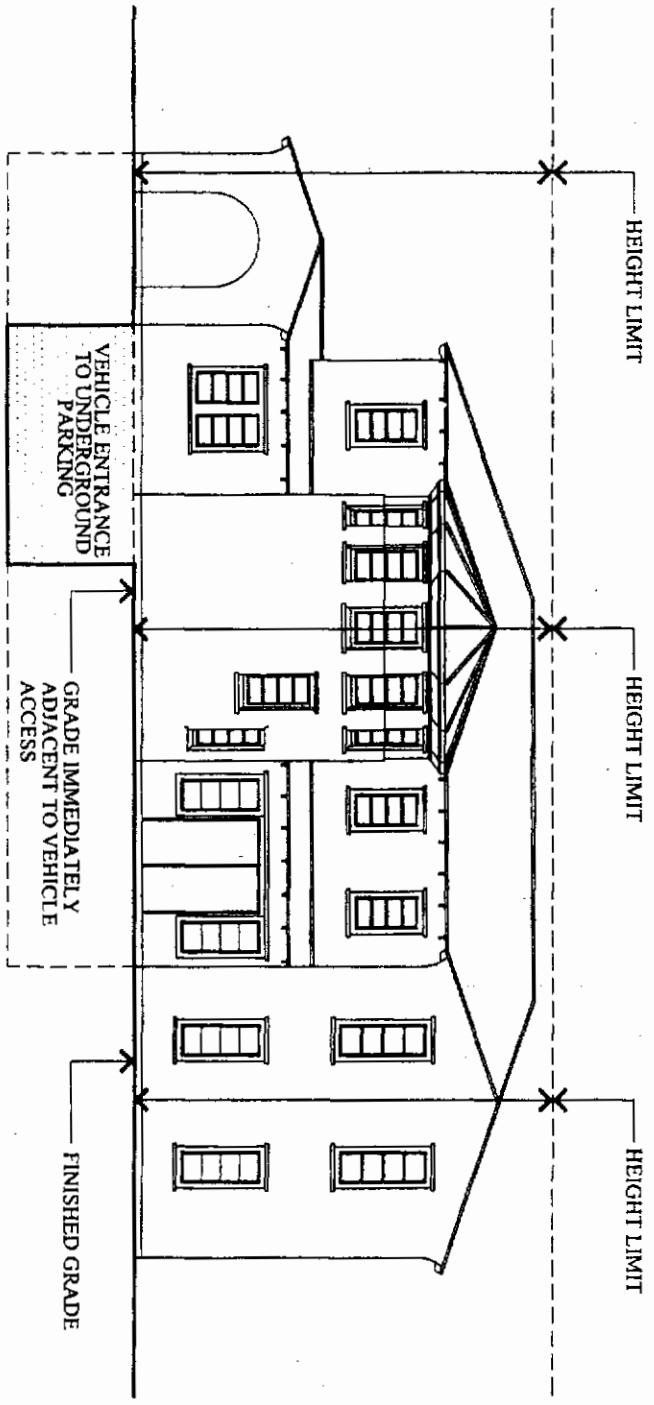 HEIGHT LIMIT
HEIGHT LIMIT
HEIGHT LIMIT
VEHICLE ENTRANCE
TO UNDERGROUND
PARKING
GRADE IMMEDIATELY
ADJACENT TO VEHICLE
ACCESS
FINISHED GRADE